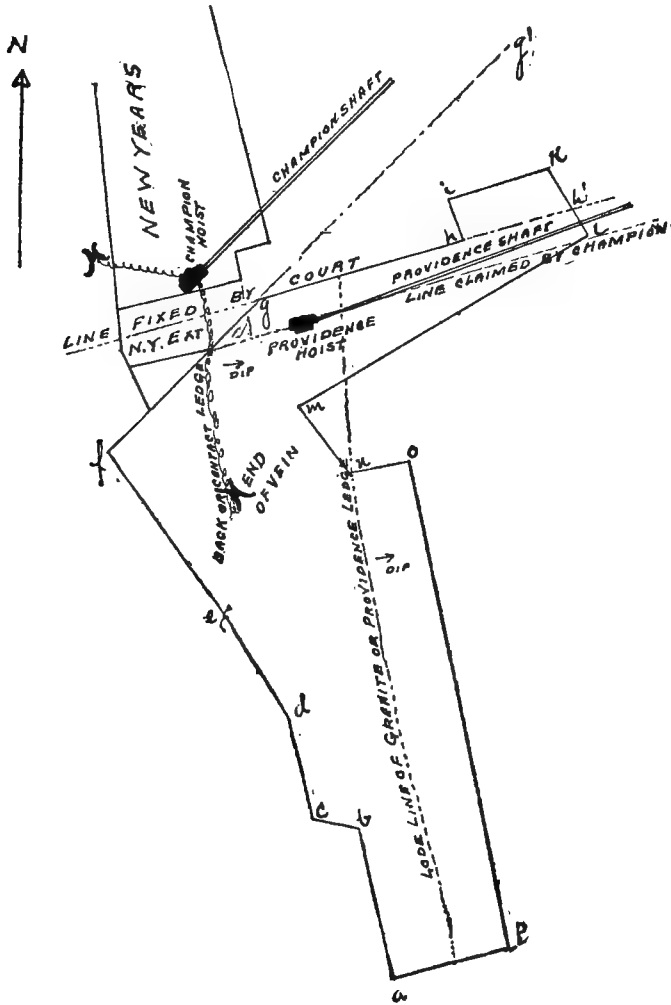 N
g'
NEW YEARS
CHAMPION SHAFT
K
i
h'
CHAMPION
HOIST
h
l
COURT
PROVIDENCE SHAFT
LINE CLAIMED BY CHAMPION
BY
g
LINE FIXED
N.Y. EXT
PROVIDENCE
HOIST
DIP
m
f
n
o
END
OF VEIN
BACK OR CONTACT LEDGE
DIP
e
LODE LINE OF GRANITE OR PROVIDENCE LEDGE
d
c
b
p
a